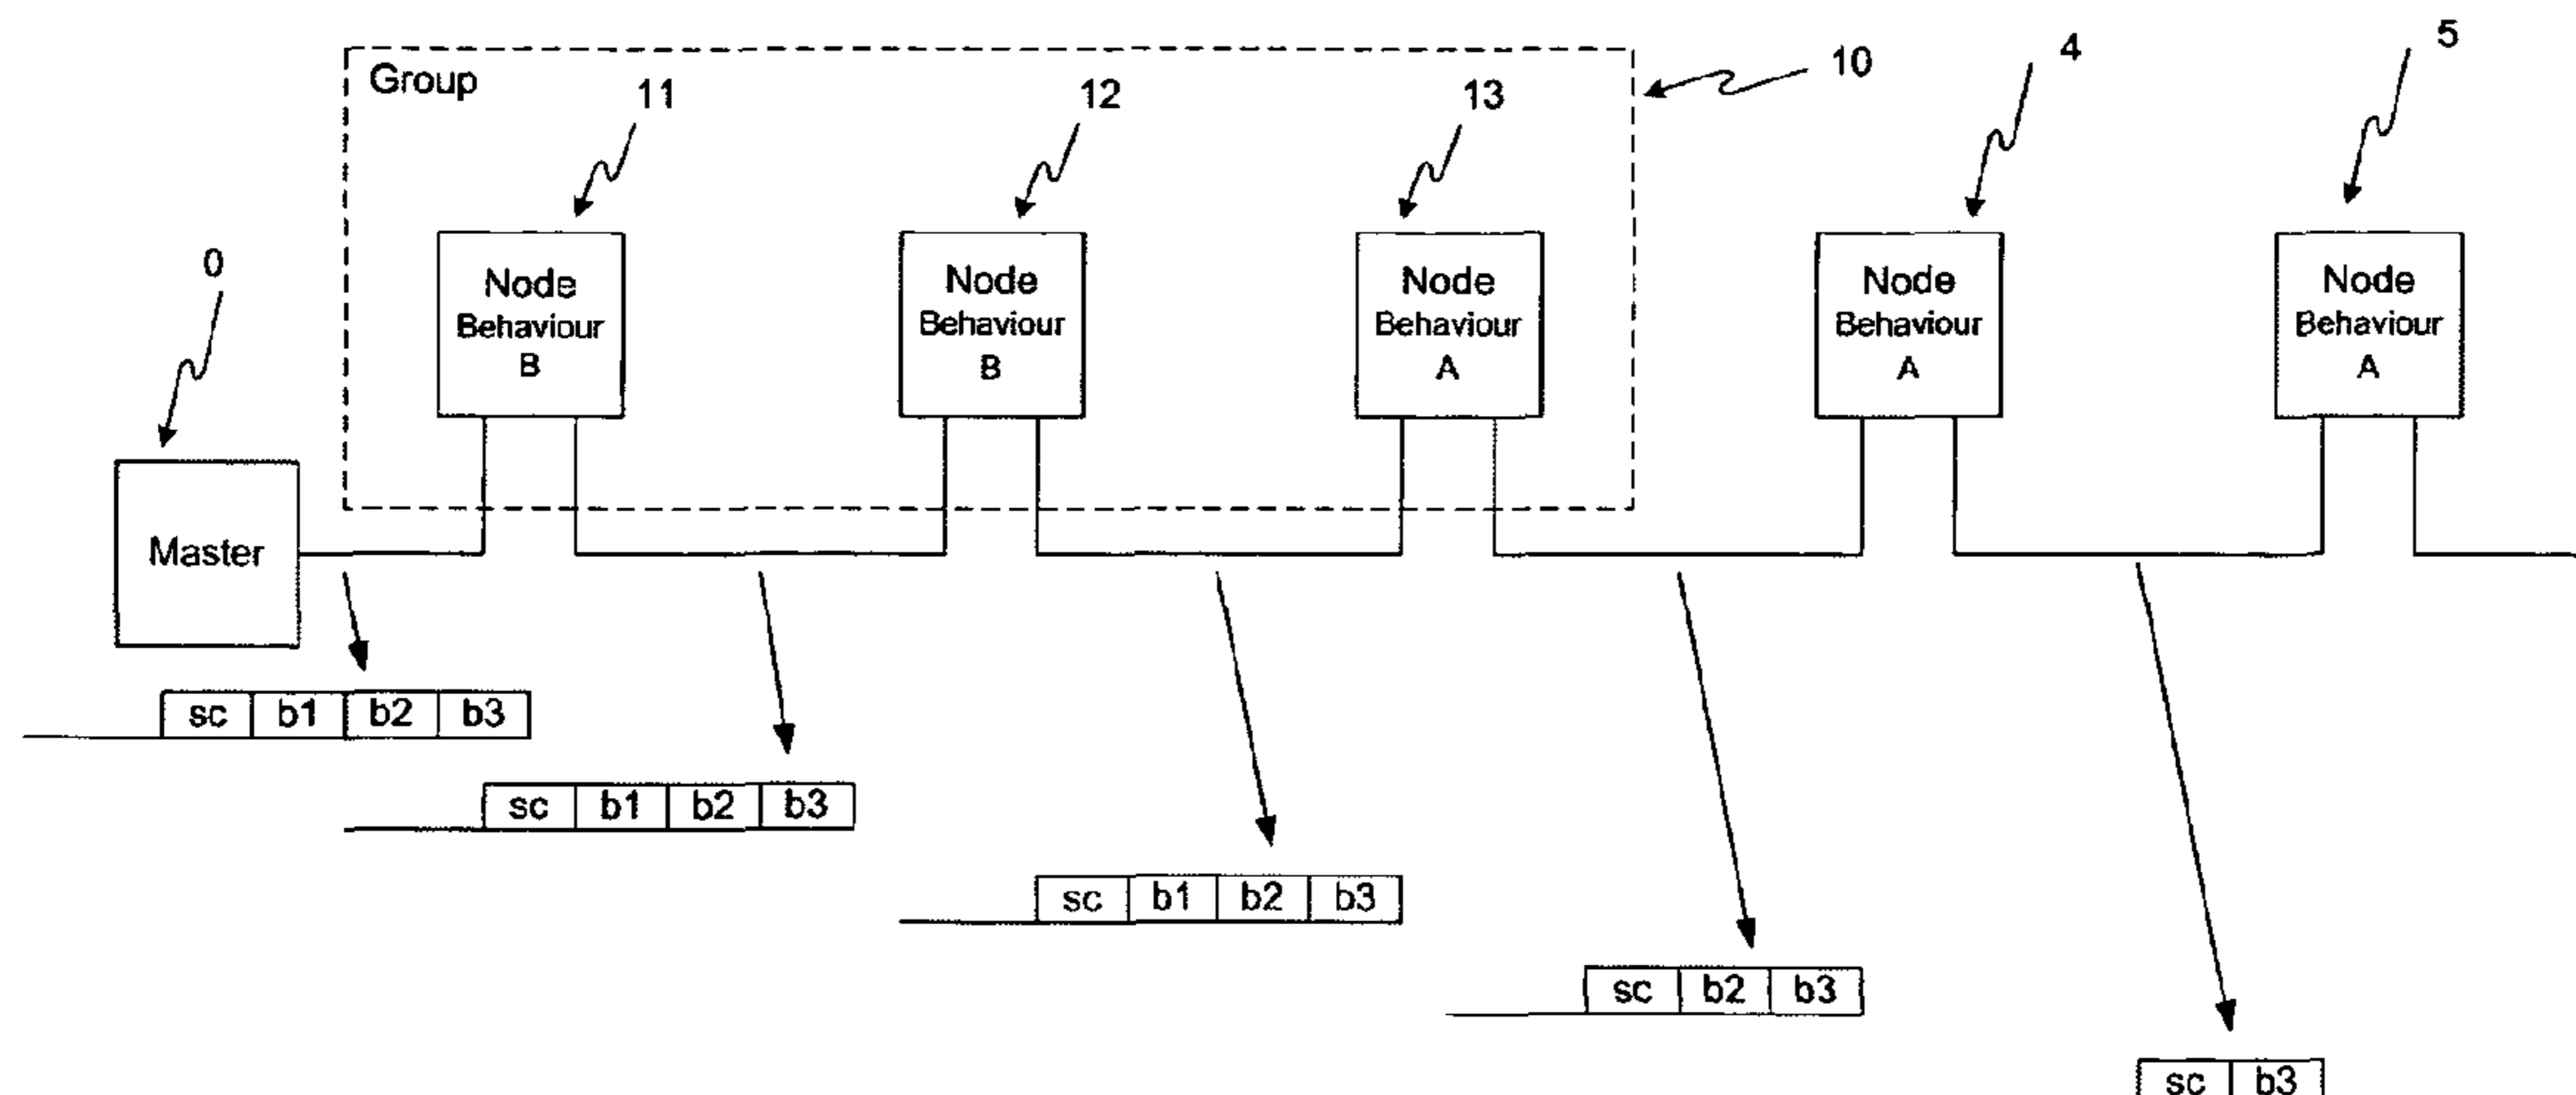 5
4
10
Group
11
12
13
0
Node
Behaviour
B
Node
Behaviour
B
Node
Behaviour
A
Node
Behaviour
A
Node
Behaviour
A
Master
sc b1 b2 b3
sc b1 b2 b3
sc b1 b2 b3
sc b2 b3
sc b3